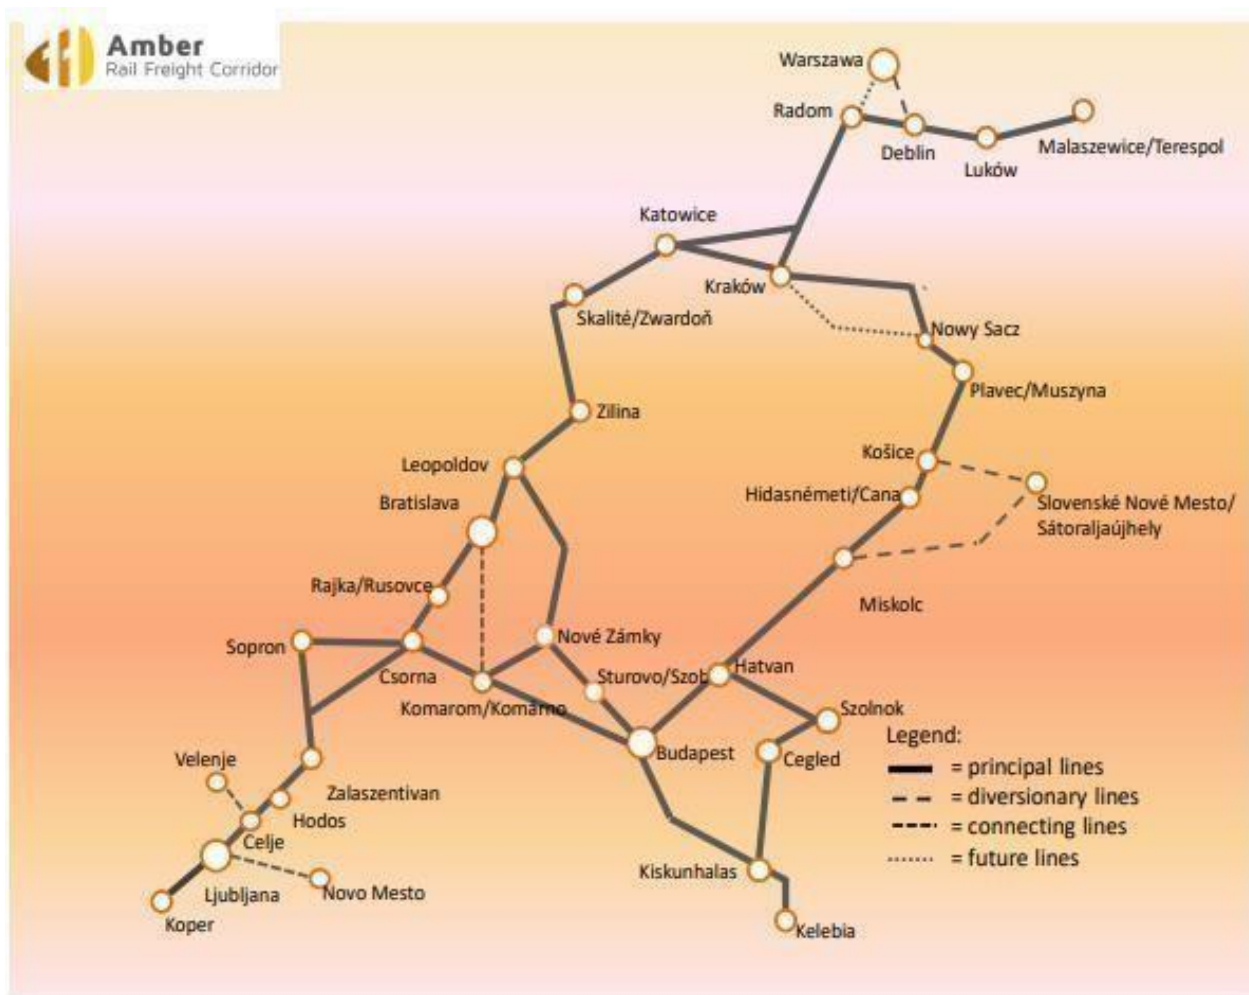 Amber
Rail Freight Corridor
Warszawa
Radom
Deblin
Luków
Malaszewice/Terespol
Katowice
Kraków
Skalité/Zwardoň
Nowy Sacz
Plavec/Muszyna
Zilina
Leopoldov
Košice
Bratislava
Hidasnémeti/Cana
Slovenské Nové Mesto/
Sátoraljaújhely
Rajka/Rusovce
Miskolc
Sopron
Nové Zámky
Csorna
Sturovo/Szob
Hatvan
Komarom/Komárno
Szolnok
Budapest
Cegled
Velenje
Zalaszentivan
Hodos
Celje
Ljubljana
Novo Mesto
Koper
Kiskunhalas
Kelebia
Legend:
= principal lines
= diversionary lines
= connecting lines
= future lines